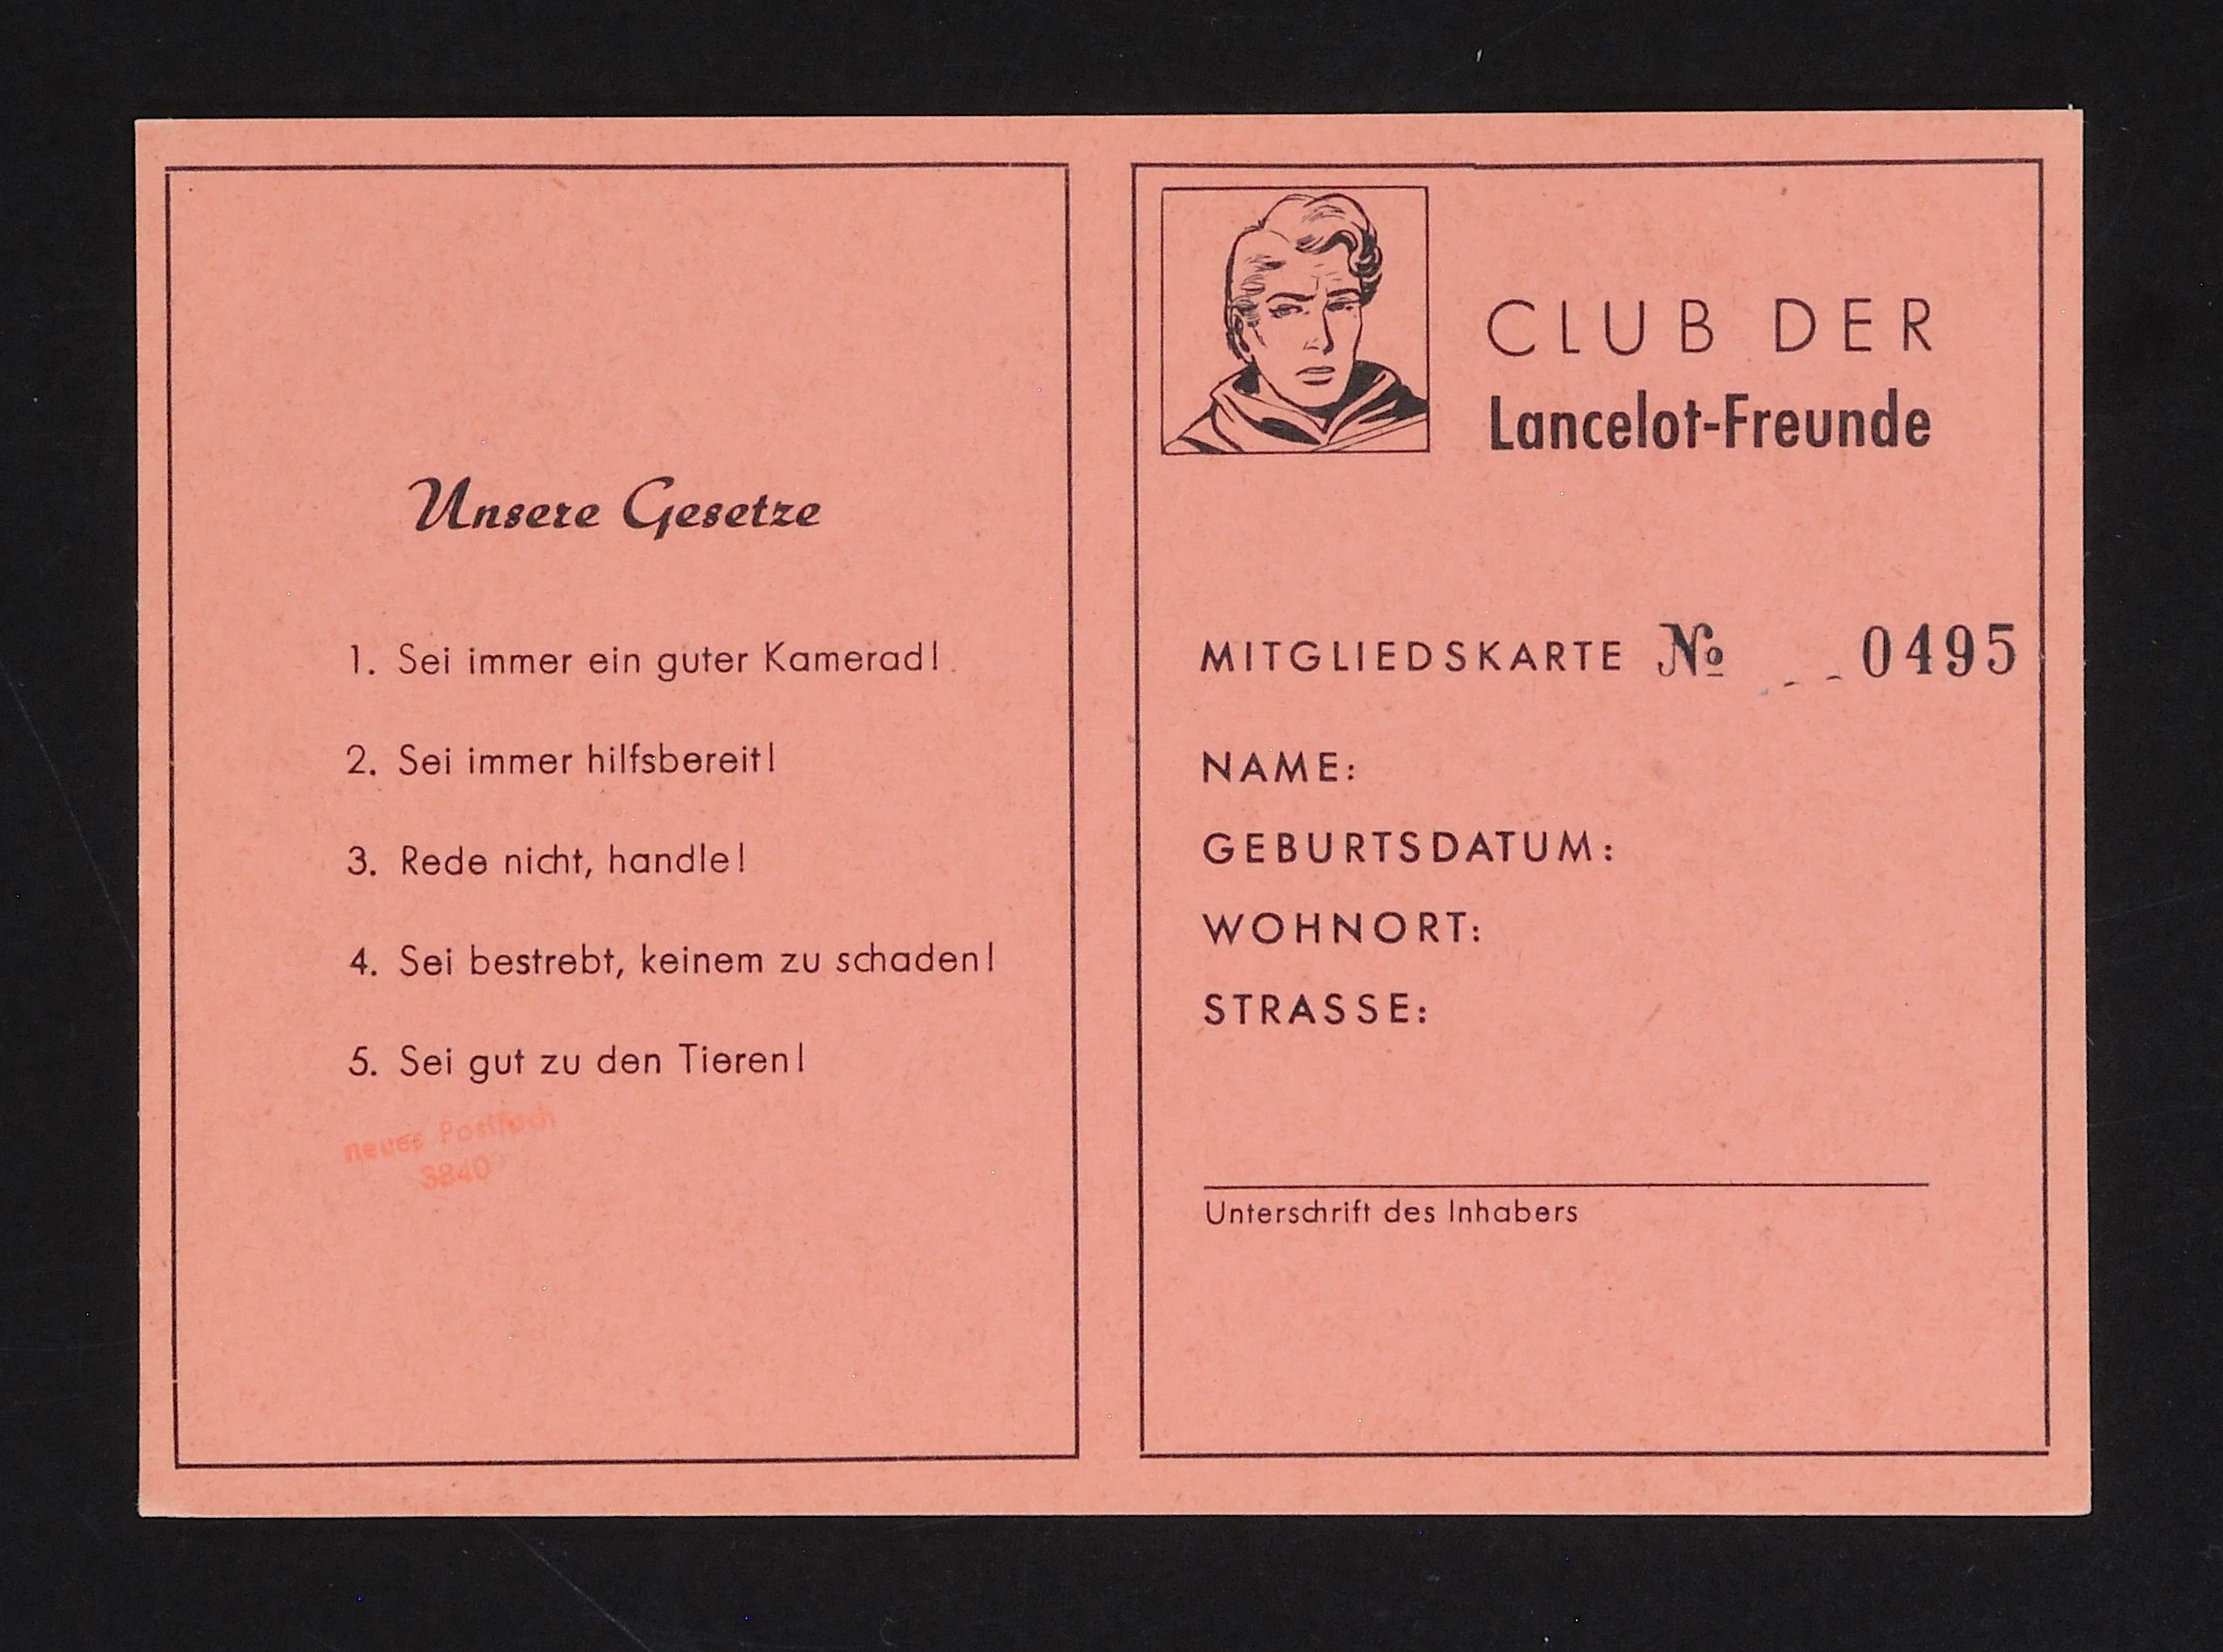 Unsere Gesetze
1. Sei immer ein guter Kamerad!
2. Sei immer hilfsbereit!
3. Rede nicht, handle!
4. Sei bestrebt, keinem zu schaden!
5. Sei gut zu den Tieren!
neues Postfach
3840
CLUB DER
Lancelot-Freunde
MITGLIEDSKARTE № 0495
NAME:
GEBURTSDATUM:
WOHNORT:
STRASSE:
Unterschrift des Inhabers